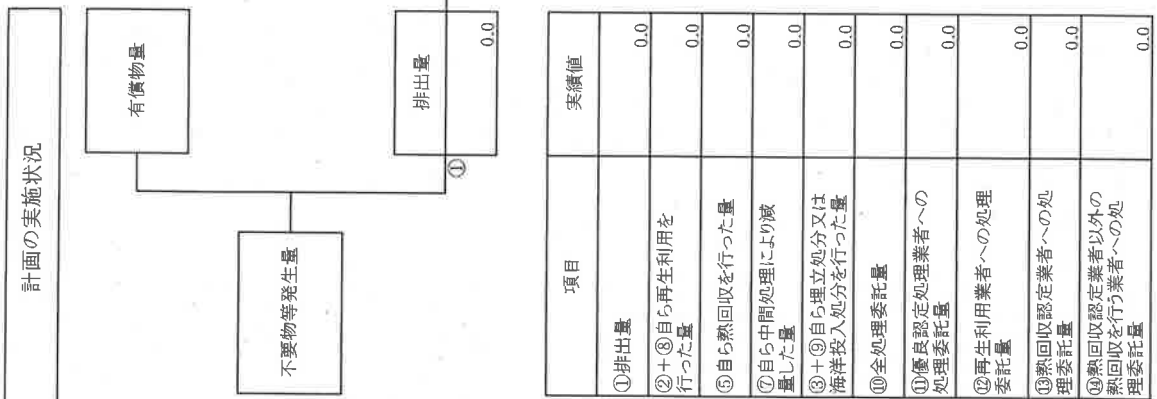 計画の実施状況
有償物量
不要物等発生量
排出量
0.0
①
項目
実績値
①排出量
0.0
②+⑧自ら再生利用を
行った量
0.0
⑤自ら熱回収を行った量
0.0
⑦自ら中間処理により減
量した量
0.0
③+⑨自ら埋立処分又は
海洋投入処分を行った量
0.0
⑩全処理委託量
0.0
⑪優良認定処理業者への
処理委託量
0.0
⑫再生利用業者への処理
委託量
0.0
⑬熱回収認定業者への処
理委託量
0.0
⑭熱回収認定業者以外の
熱回収を行う業者への処
理委託量
0.0